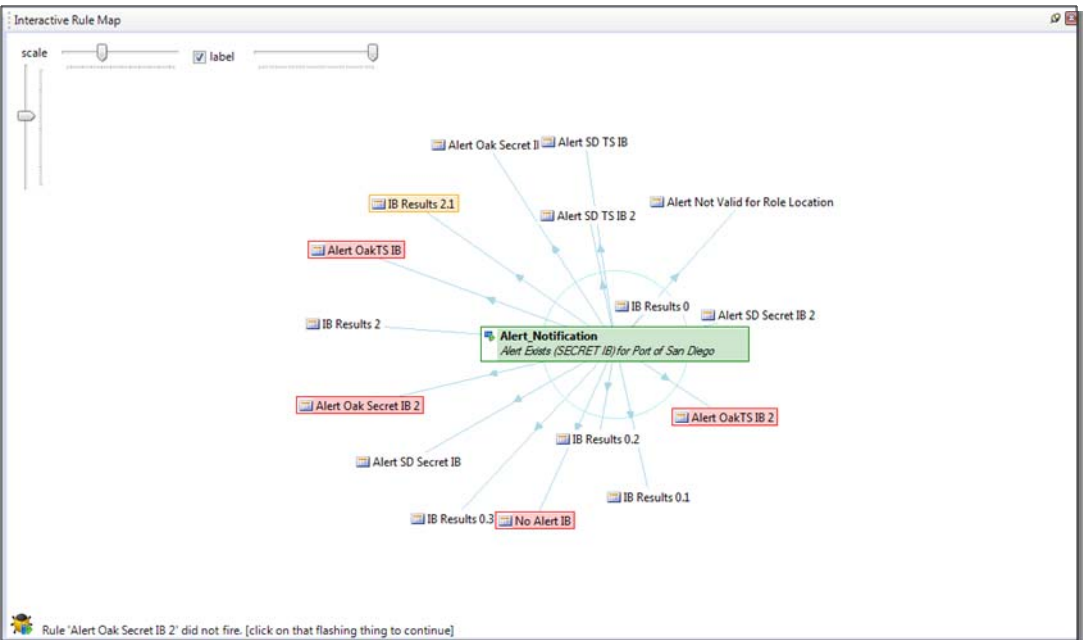 Interactive Rule Map
scale
label
Alert Oak Secret II
Alert SD TS IB
IB Results 2.1
Alert SD TS IB 2
Alert Not Valid for Role Location
Alert OakTS IB
IB Results 0
Alert SD Secret IB 2
IB Results 2
Alert_Notification
Alert Exists (SECRET IB) for Port of San Diego
Alert Oak Secret IB 2
Alert OakTS IB 2
IB Results 0.2
Alert SD Secret IB
IB Results 0.1
IB Results 0.3
No Alert IB
Rule 'Alert Oak Secret IB 2' did not fire. [click on that flashing thing to continue]